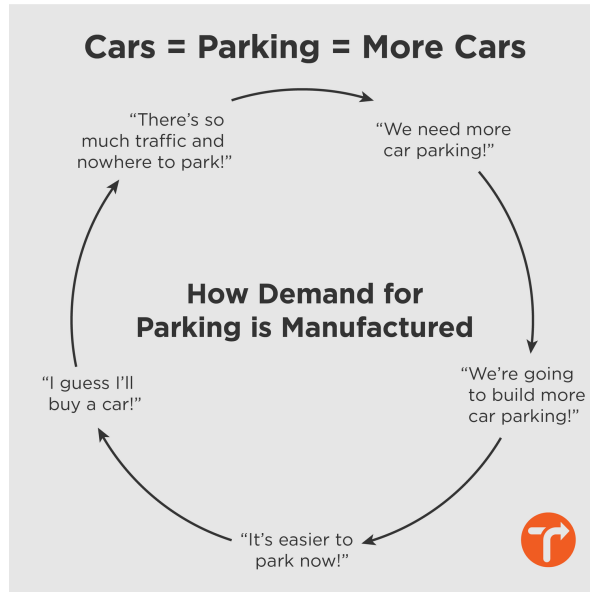 Cars = Parking = More Cars
“There’s so
much traffic and
nowhere to park!”
“We need more
car parking!”
How Demand for
Parking is Manufactured
“We’re going
to build more
car parking!”
“It’s easier to
park now!”
“I guess I’ll
buy a car!”